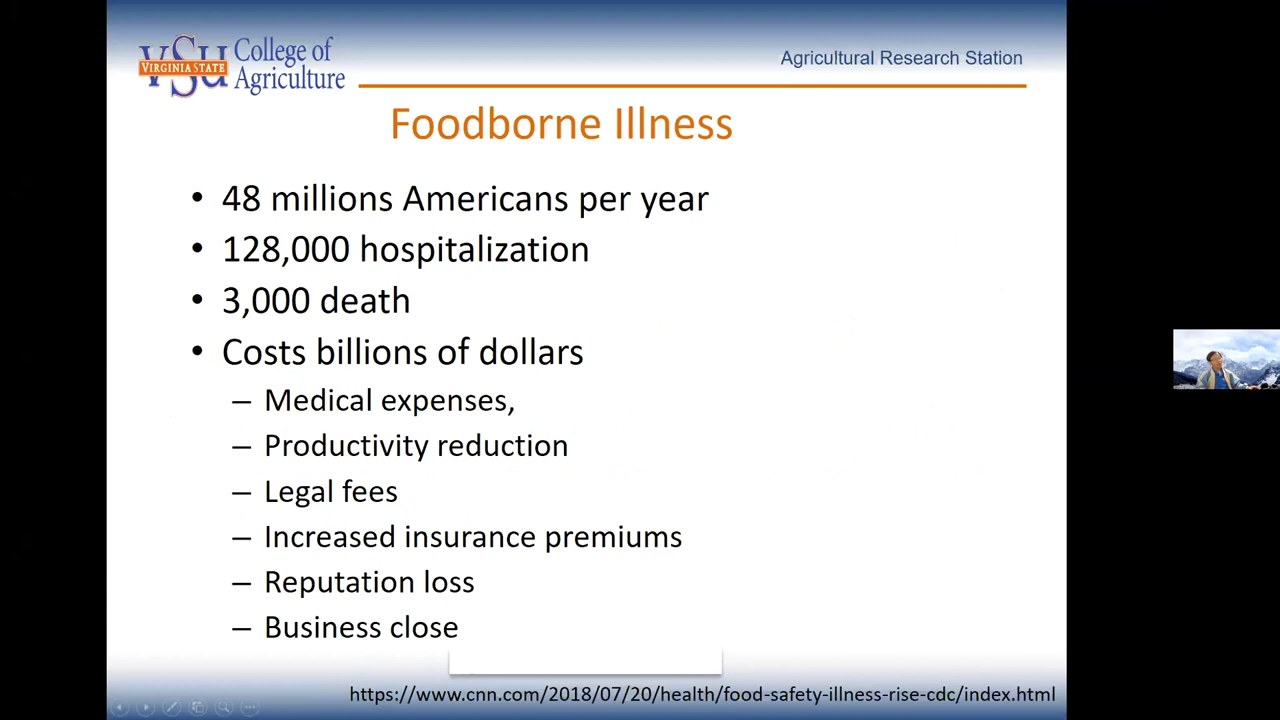 VSU
VIRGINIA STATE
College of
Agriculture
Agricultural Research Station
Foodborne Illness
• 48 millions Americans per year
• 128,000 hospitalization
• 3,000 death
• Costs billions of dollars
– Medical expenses,
– Productivity reduction
– Legal fees
– Increased insurance premiums
– Reputation loss
– Business close
https://www.cnn.com/2018/07/20/health/food-safety-illness-rise-cdc/index.html